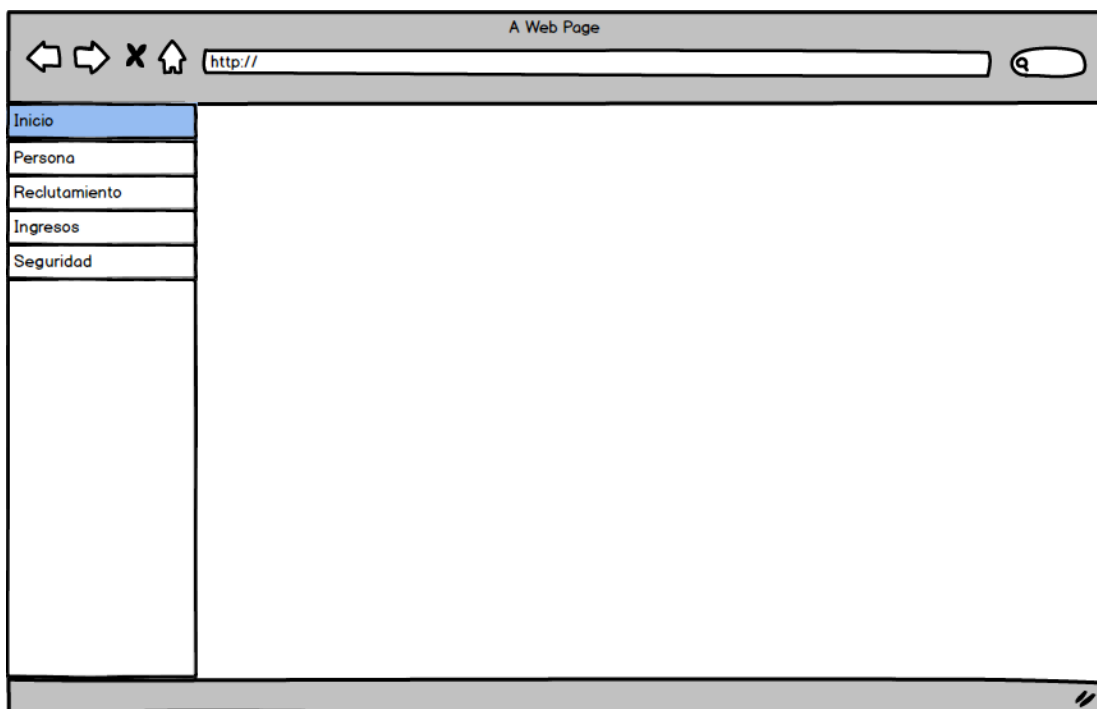 A Web Page
http://
Inicio
Persona
Reclutamiento
Ingresos
Seguridad